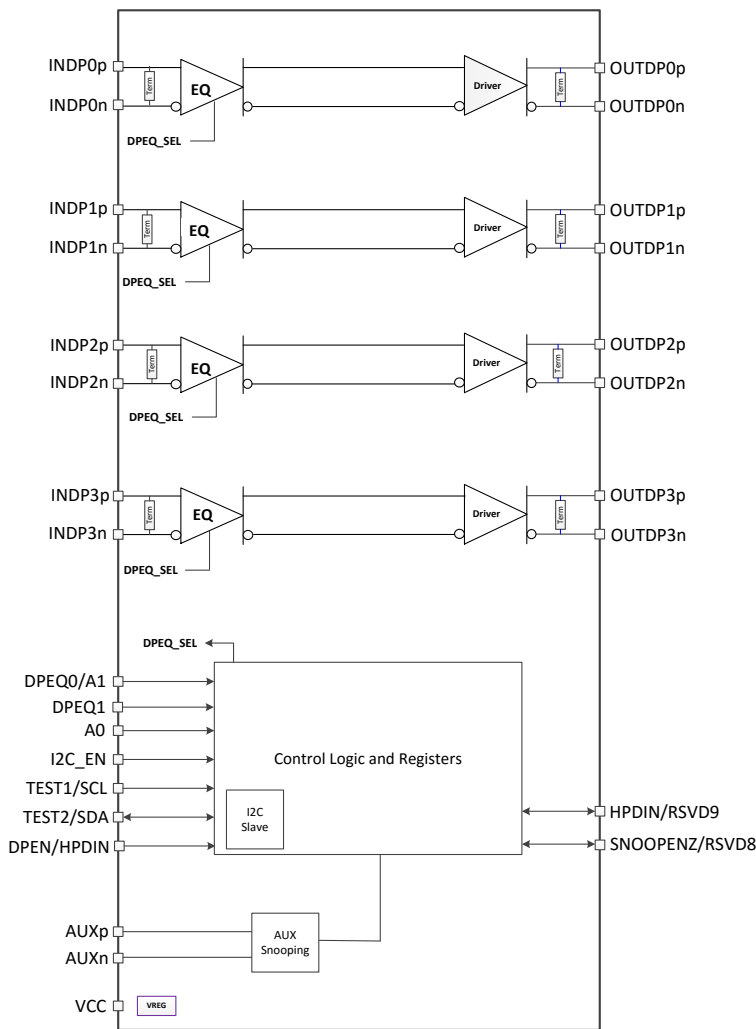 INDP0p
Term
EQ
Driver
Term
OUTDP0p
INDP0n
OUTDP0n
DPEQ_SEL
INDP1p
Term
EQ
Driver
Term
OUTDP1p
INDP1n
OUTDP1n
DPEQ_SEL
INDP2p
Term
EQ
Driver
Term
OUTDP2p
INDP2n
OUTDP2n
DPEQ_SEL
INDP3p
Term
EQ
Driver
Term
OUTDP3p
INDP3n
OUTDP3n
DPEQ_SEL
DPEQ_SEL
DPEQ0/A1
DPEQ1
A0
I2C_EN
TEST1/SCL
TEST2/SDA
DPEN/HPDIN
Control Logic and Registers
I2C
Slave
HPDIN/RSVD9
SNOOPENZ/RSVD8
AUXp
AUXn
AUX
Snooping
VCC
VREG